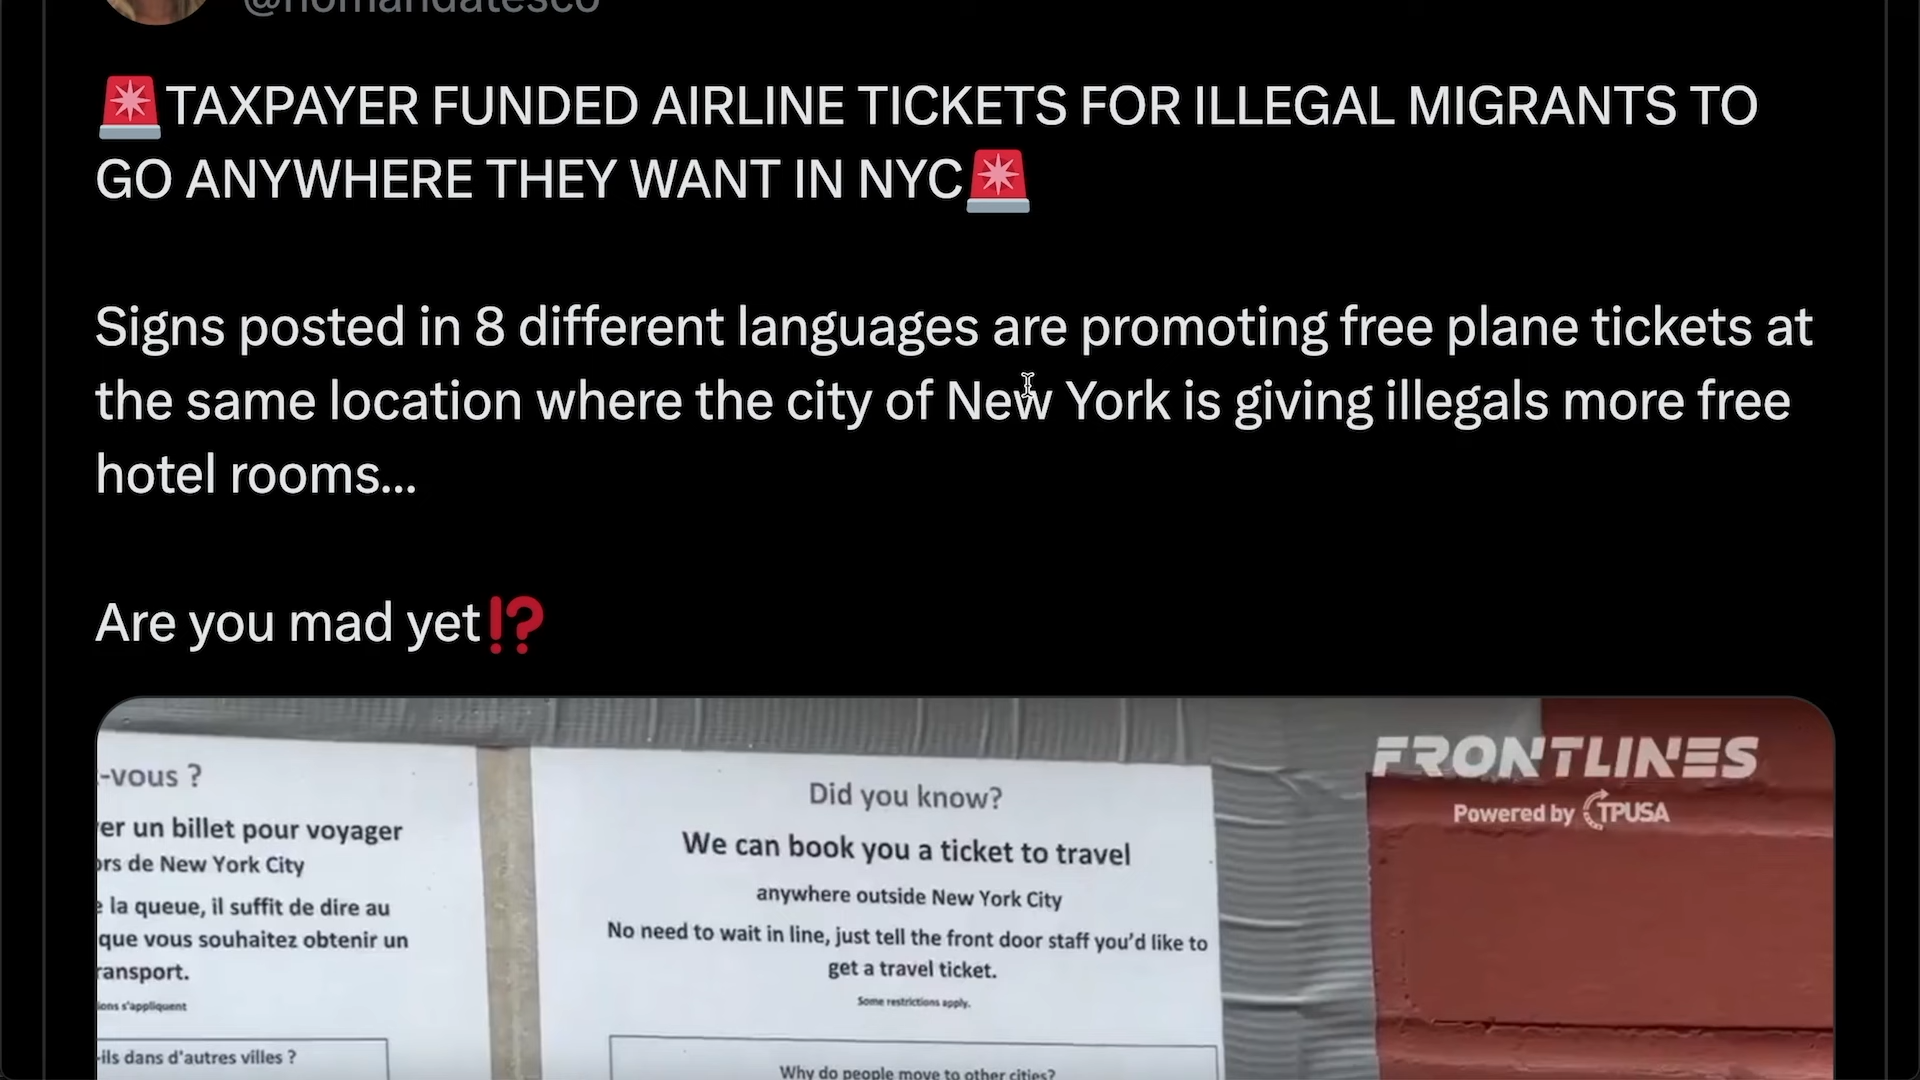 @nomandatesco
🚨TAXPAYER FUNDED AIRLINE TICKETS FOR ILLEGAL MIGRANTS TO
GO ANYWHERE THEY WANT IN NYC🚨
Signs posted in 8 different languages are promoting free plane tickets at
the same location where the city of New York is giving illegals more free
hotel rooms...
Are you mad yet⁉️
FRONTLINES
Powered by TPUSA
-vous ?
er un billet pour voyager
ors de New York City
la queue, il suffit de dire au
que vous souhaitez obtenir un
ransport.
ions s'appliquent
-ils dans d'autres villes ?
Did you know?
We can book you a ticket to travel
anywhere outside New York City
No need to wait in line, just tell the front door staff you'd like to
get a travel ticket.
Some restrictions apply.
Why do people move to other cities?